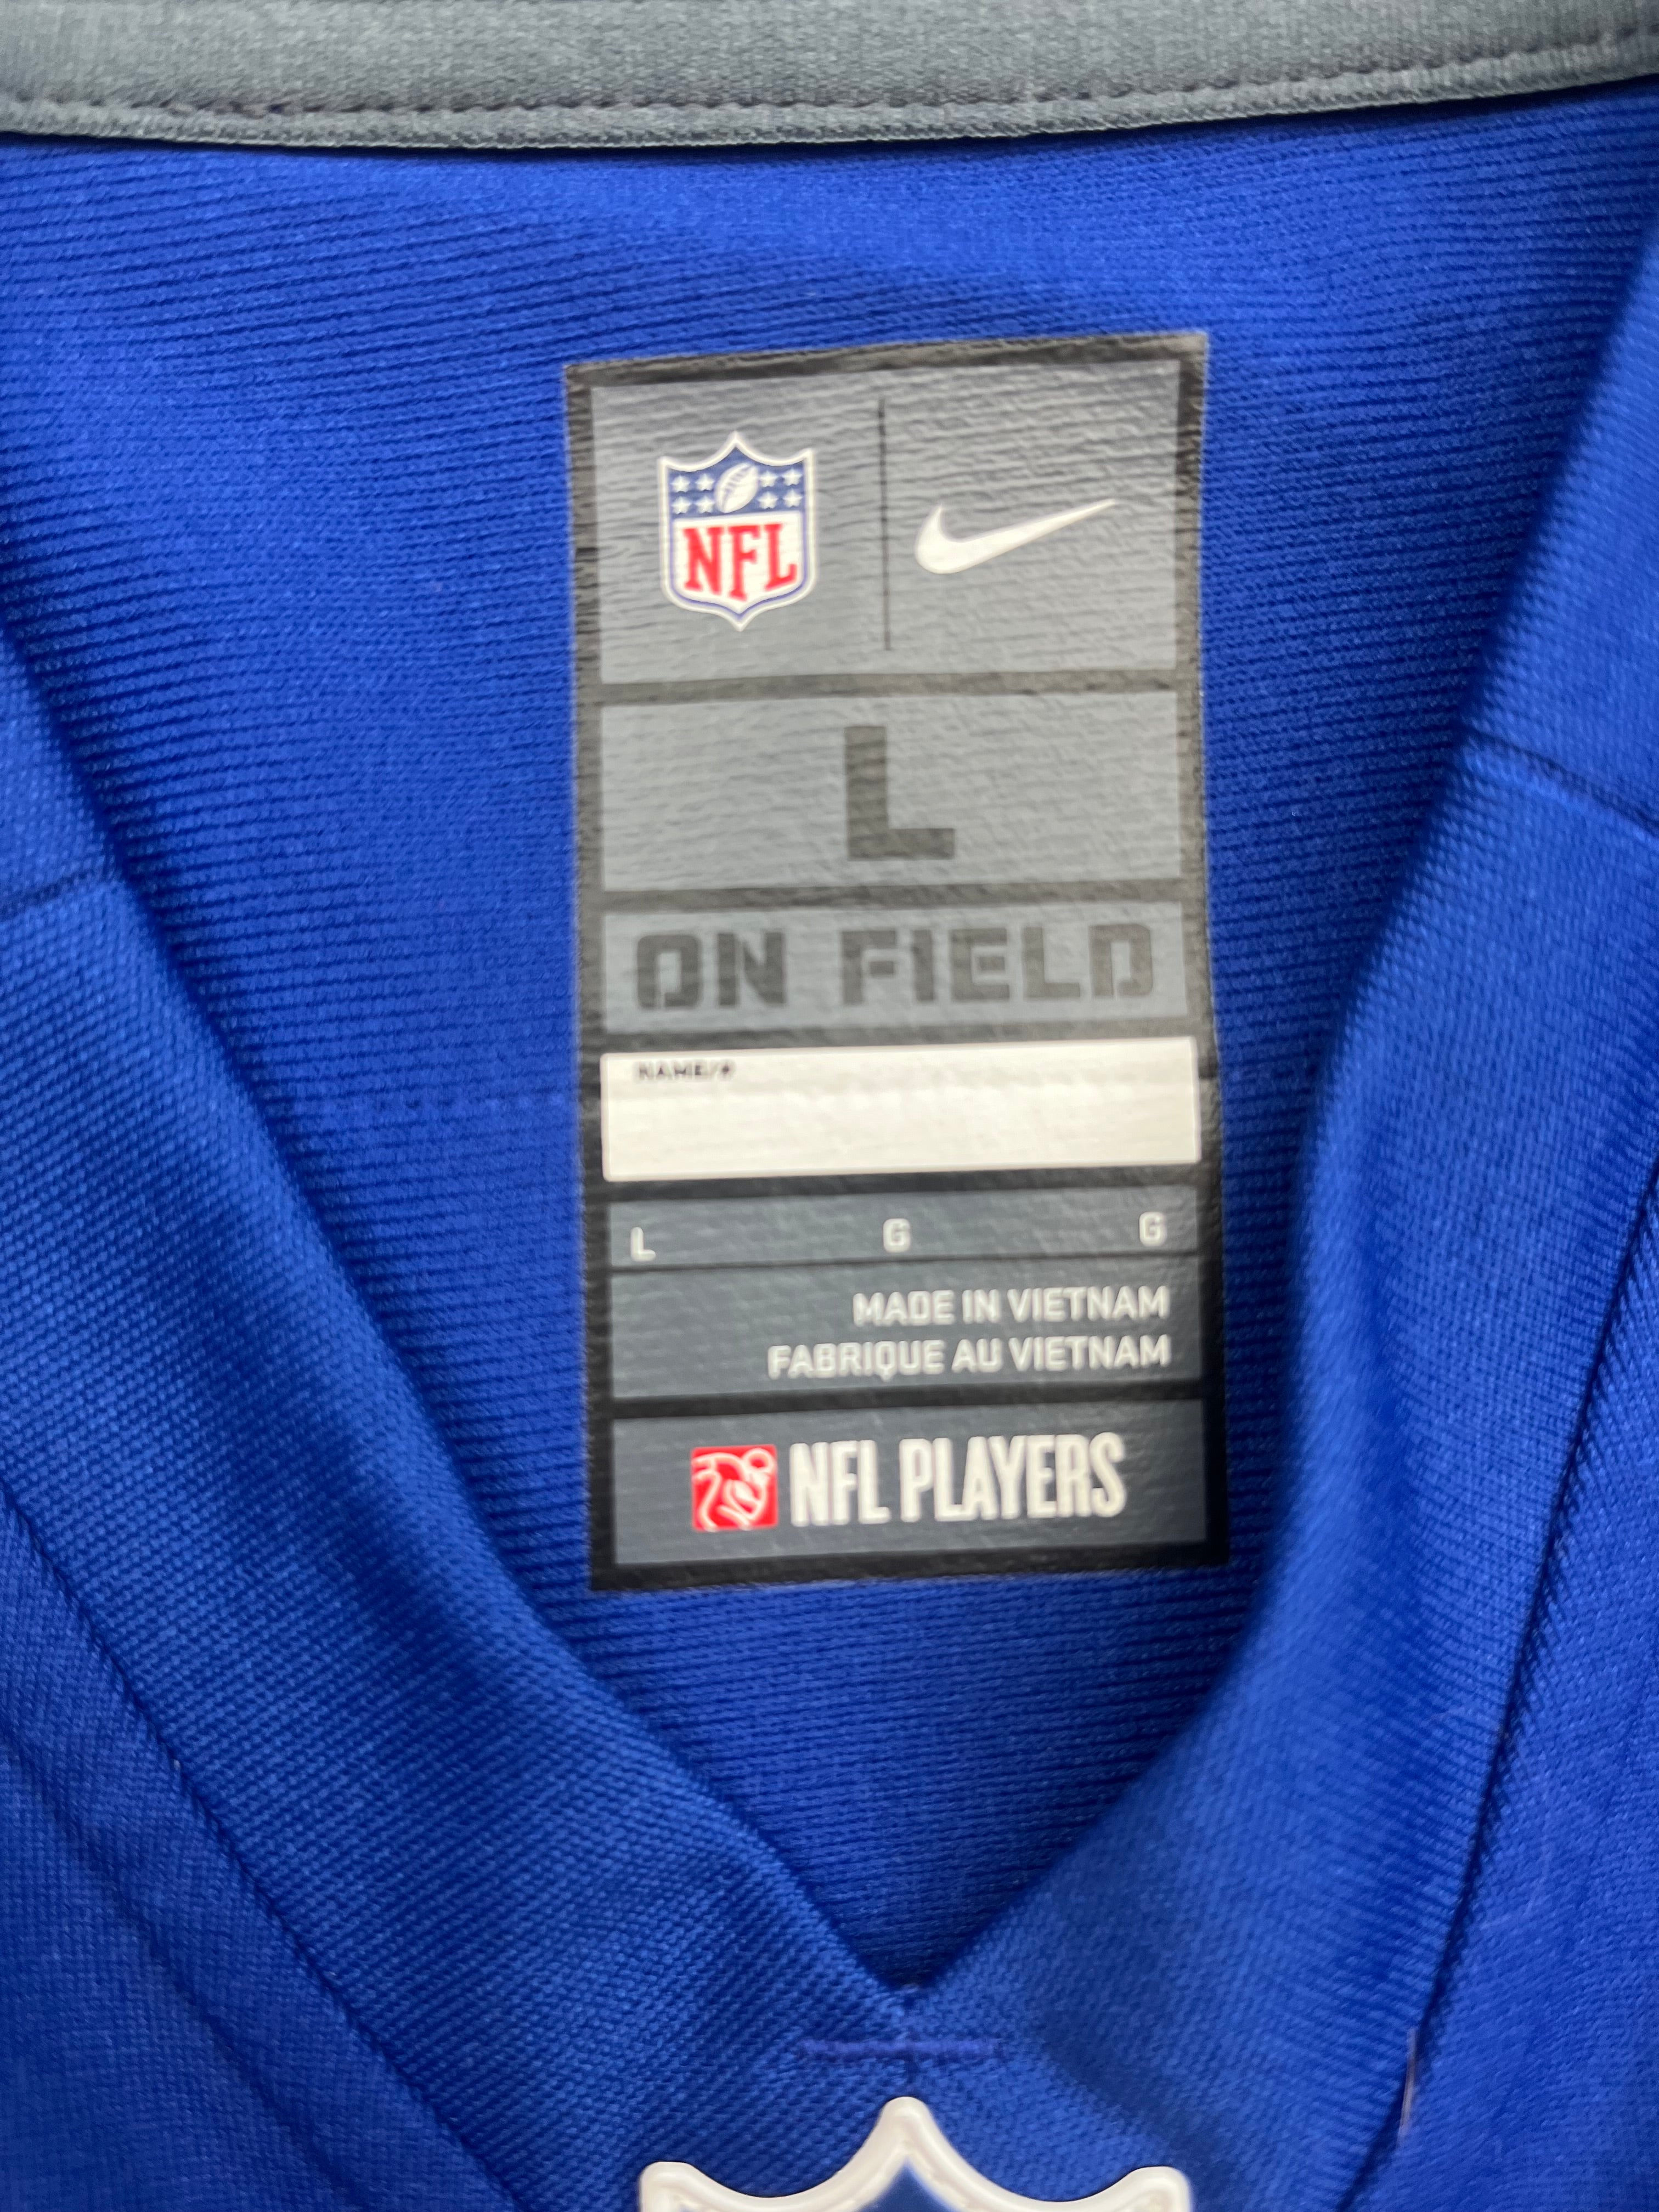 NFL
L
ON FIELD
NAME/#
L G G
MADE IN VIETNAM
FABRIQUE AU VIETNAM
NFL PLAYERS